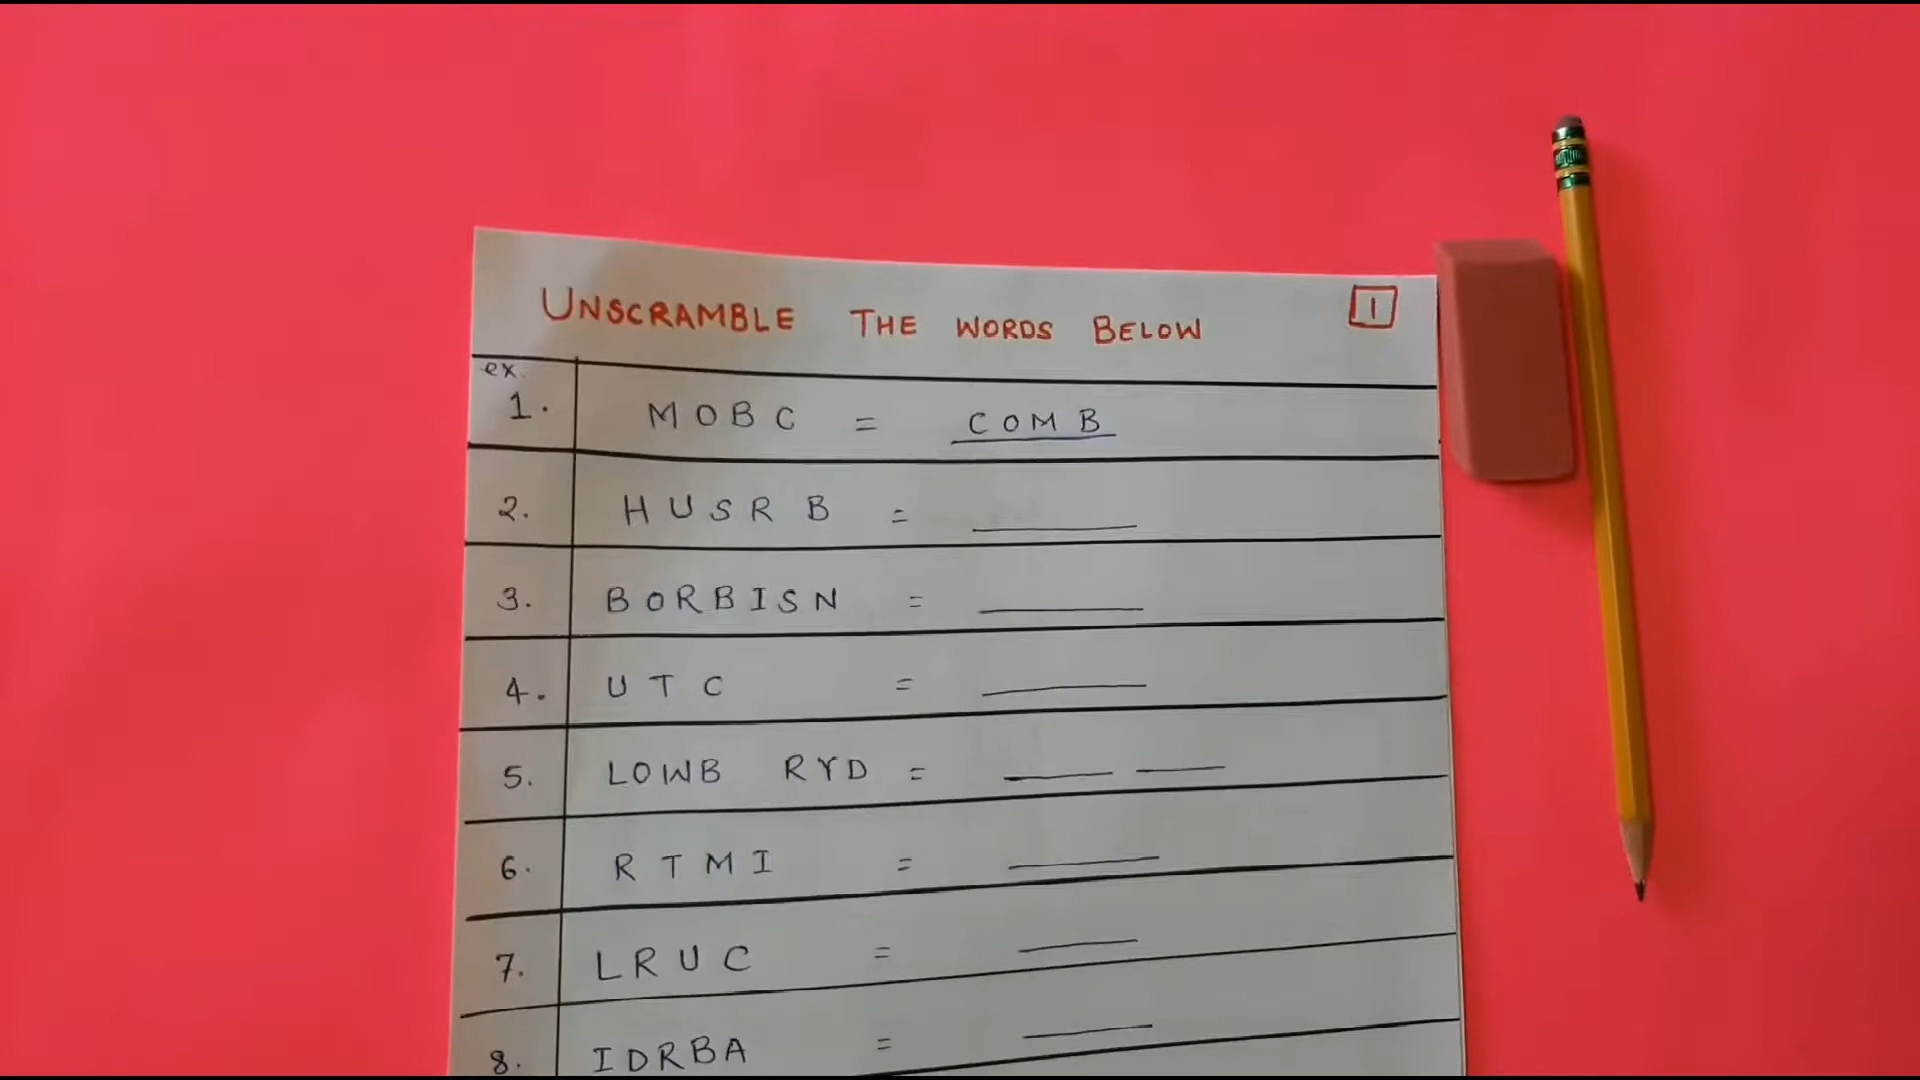 UNSCRAMBLE THE WORDS BELOW 1
ex.
1. MOBC = COMB
2. HUSRB =
3. BORBISN =
4. UTC =
5. LOWB RYD =
6. RTMI =
7. LRUC =
8. IDRBA =